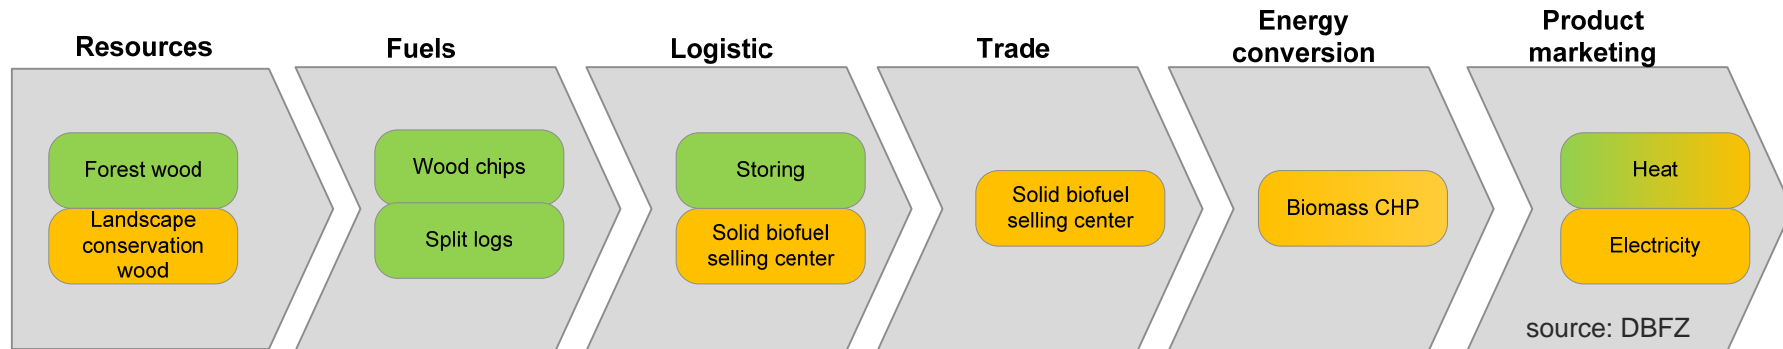 Resources
Fuels
Logistic
Trade
Energy
conversion
Product
marketing
Forest wood
Landscape
conservation
wood
Wood chips
Split logs
Storing
Solid biofuel
selling center
Solid biofuel
selling center
Biomass CHP
Heat
Electricity
source: DBFZ